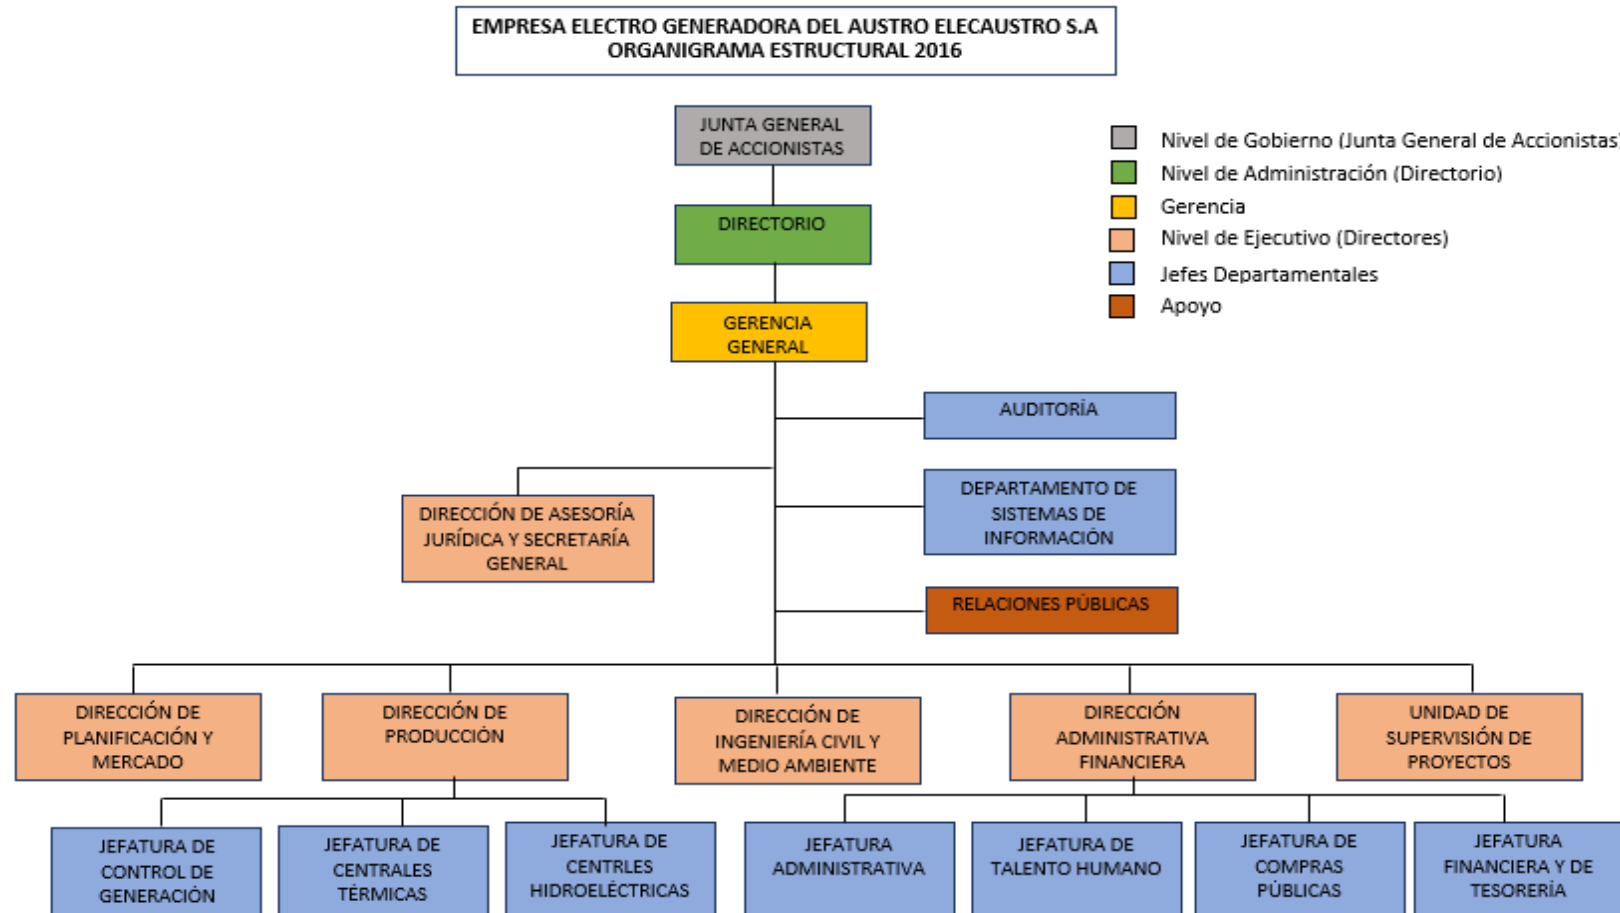 EMPRESA ELECTRO GENERADORA DEL AUSTRO ELECAUSTRO S.A
ORGANIGRAMA ESTRUCTURAL 2016
JUNTA GENERAL
DE ACCIONISTAS
Nivel de Gobierno (Junta General de Accionistas)
Nivel de Administración (Directorio)
Gerencia
Nivel de Ejecutivo (Directores)
Jefes Departamentales
Apoyo
DIRECTORIO
GERENCIA
GENERAL
AUDITORÍA
DIRECCIÓN DE ASESORÍA
JURÍDICA Y SECRETARÍA
GENERAL
DEPARTAMENTO DE
SISTEMAS DE
INFORMACIÓN
RELACIONES PÚBLICAS
DIRECCIÓN DE
PLANIFICACIÓN Y
MERCADO
DIRECCIÓN DE
PRODUCCIÓN
DIRECCIÓN DE
INGENIERÍA CIVIL Y
MEDIO AMBIENTE
DIRECCIÓN
ADMINISTRATIVA
FINANCIERA
UNIDAD DE
SUPERVISIÓN DE
PROYECTOS
JEFATURA DE
CONTROL DE
GENERACIÓN
JEFATURA DE
CENTRALES
TÉRMICAS
JEFATURA DE
CENTRLES
HIDROELÉCTRICAS
JEFATURA
ADMINISTRATIVA
JEFATURA DE
TALENTO HUMANO
JEFATURA DE
COMPRAS
PÚBLICAS
JEFATURA
FINANCIERA Y DE
TESORERÍA